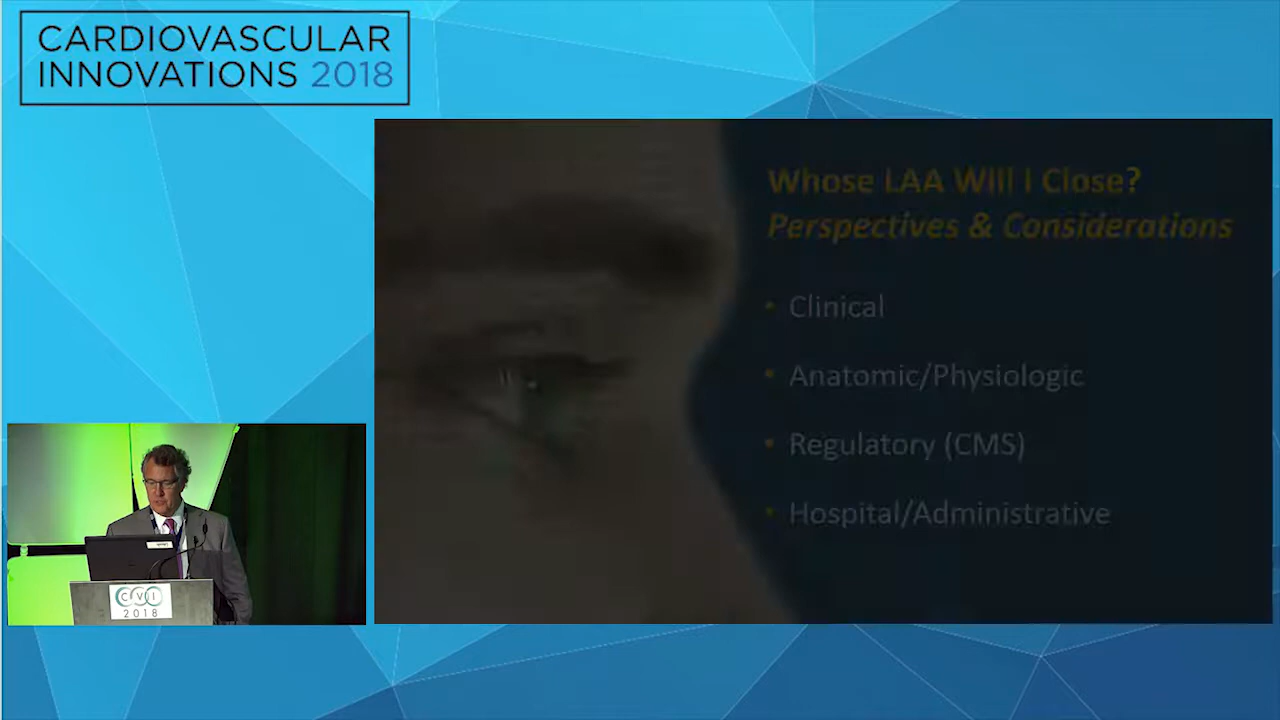 CARDIOVASCULAR
INNOVATIONS 2018
Whose LAA Will I Close?
Perspectives & Considerations
• Clinical
• Anatomic/Physiologic
• Regulatory (CMS)
• Hospital/Administrative
CVI
2018